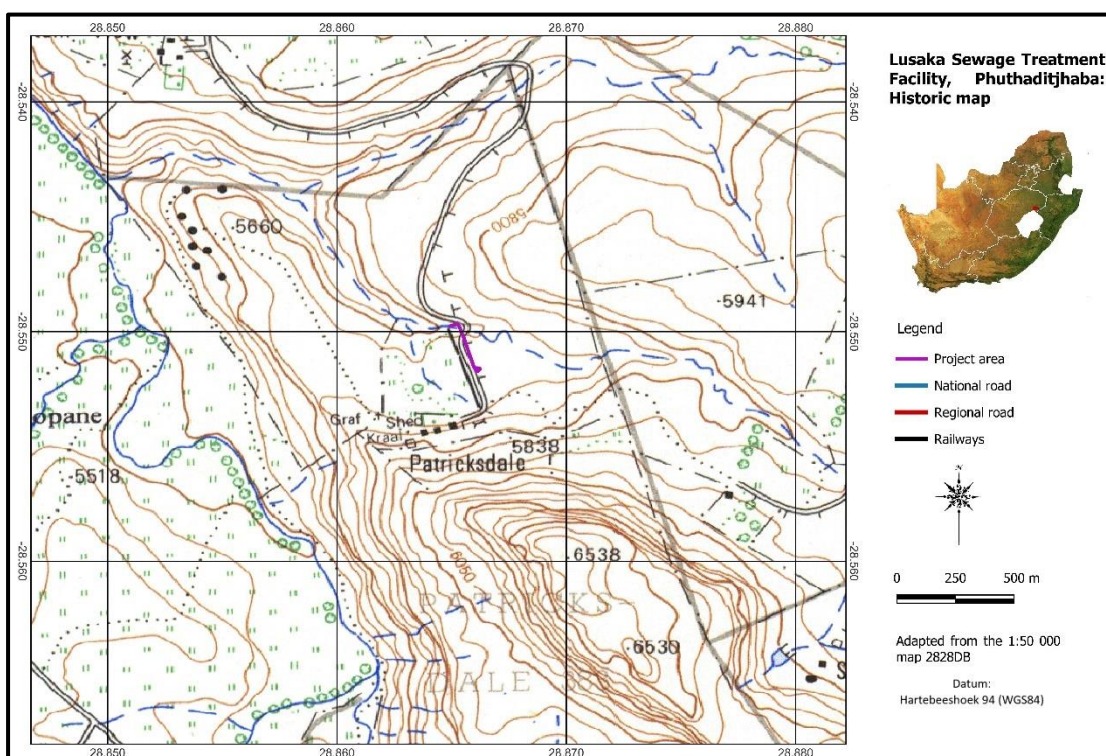 28.850
28.860
28.870
28.880
-28.540
-28.540
5660
5800
.5941
-28.550
-28.550
opane
Graf
Shed
Kraal
5838
Patricksdale
.5518
.6538
-28.560
-28.560
6050
PATRICKS-
.6530
DALE
S
28.850
28.860
28.870
28.880
Lusaka Sewage Treatment
Facility, Phuthaditjhaba:
Historic map
Legend
Project area
National road
Regional road
Railways
N
0 250 500 m
Adapted from the 1:50 000
map 2828DB
Datum:
Hartebeeshoek 94 (WGS84)